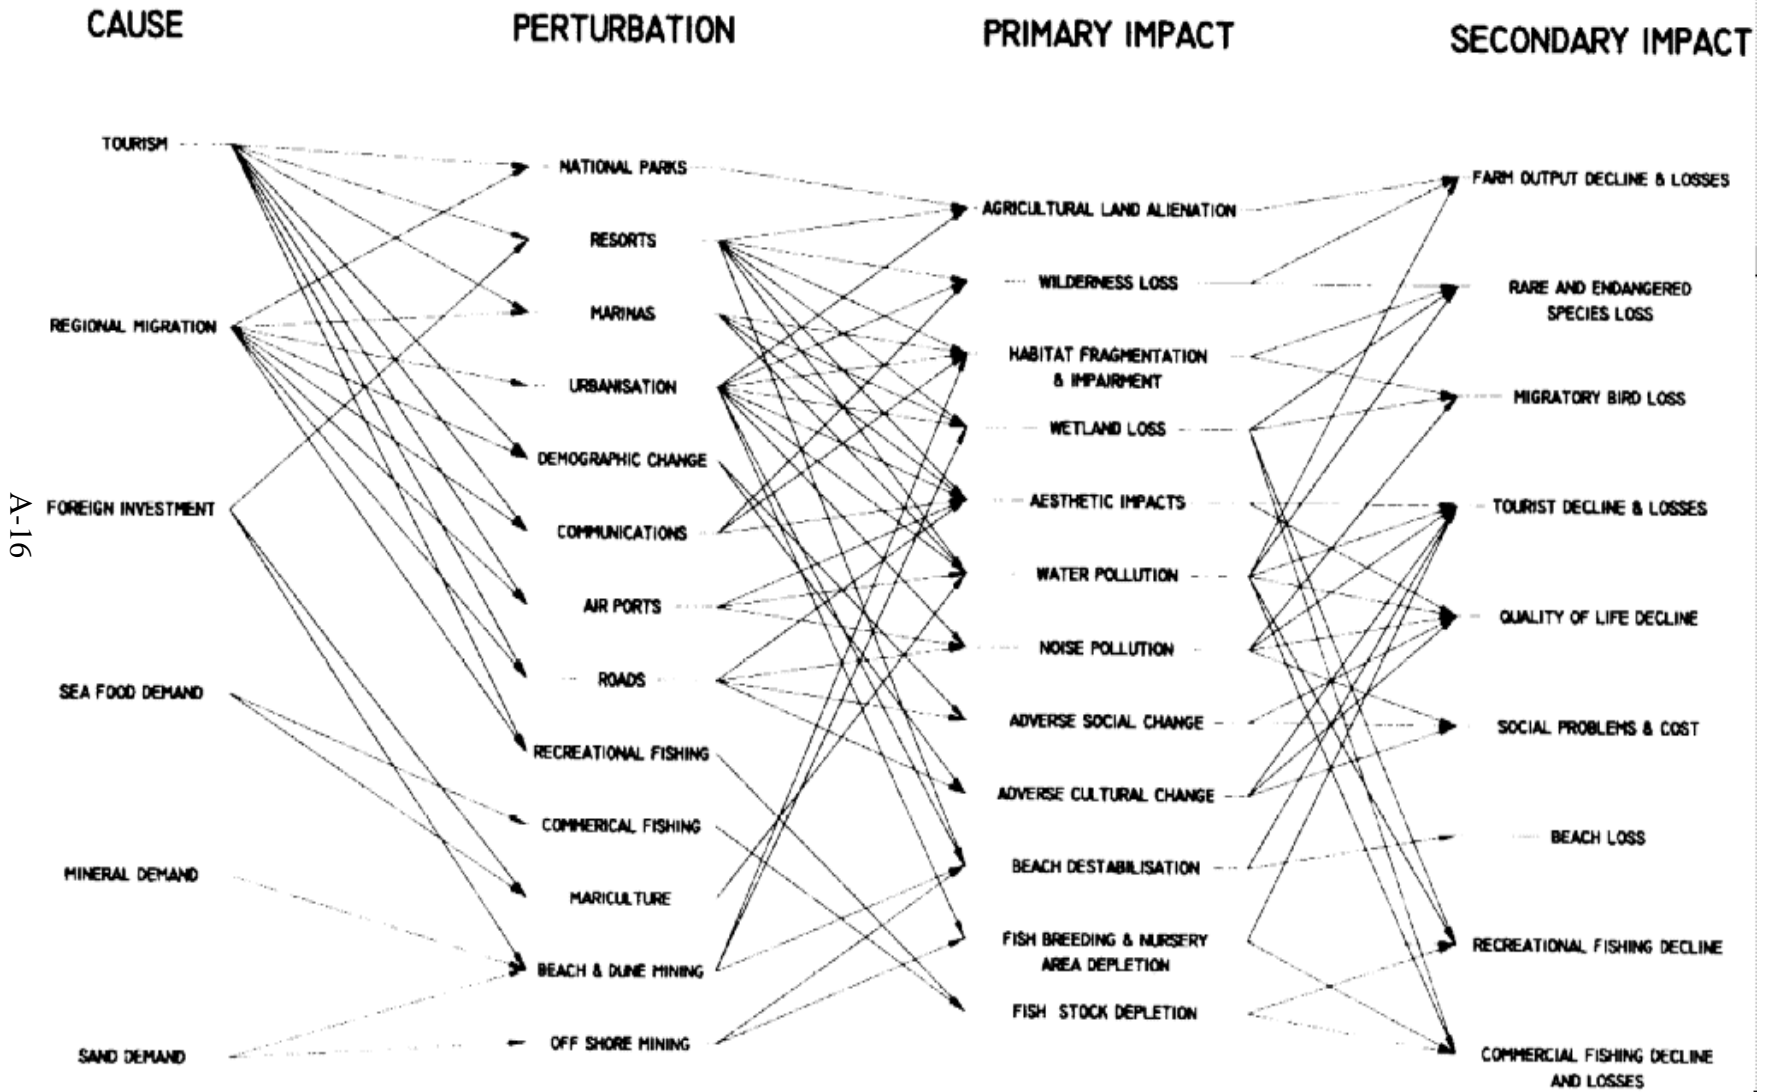 CAUSE
PERTURBATION
PRIMARY IMPACT
SECONDARY IMPACT
TOURISM
REGIONAL MIGRATION
FOREIGN INVESTMENT
SEA FOOD DEMAND
MINERAL DEMAND
SAND DEMAND
NATIONAL PARKS
RESORTS
MARINAS
URBANISATION
DEMOGRAPHIC CHANGE
COMMUNICATIONS
AIR PORTS
ROADS
RECREATIONAL FISHING
COMMERICAL FISHING
MARICULTURE
BEACH & DUNE MINING
OFF SHORE MINING
AGRICULTURAL LAND ALIENATION
WILDERNESS LOSS
HABITAT FRAGMENTATION
& IMPAIRMENT
WETLAND LOSS
AESTHETIC IMPACTS
WATER POLLUTION
NOISE POLLUTION
ADVERSE SOCIAL CHANGE
ADVERSE CULTURAL CHANGE
BEACH DESTABILISATION
FISH BREEDING & NURSERY
AREA DEPLETION
FISH STOCK DEPLETION
FARM OUTPUT DECLINE & LOSSES
RARE AND ENDANGERED
SPECIES LOSS
MIGRATORY BIRD LOSS
TOURIST DECLINE & LOSSES
QUALITY OF LIFE DECLINE
SOCIAL PROBLEMS & COST
BEACH LOSS
RECREATIONAL FISHING DECLINE
COMMERCIAL FISHING DECLINE
AND LOSSES
A-16